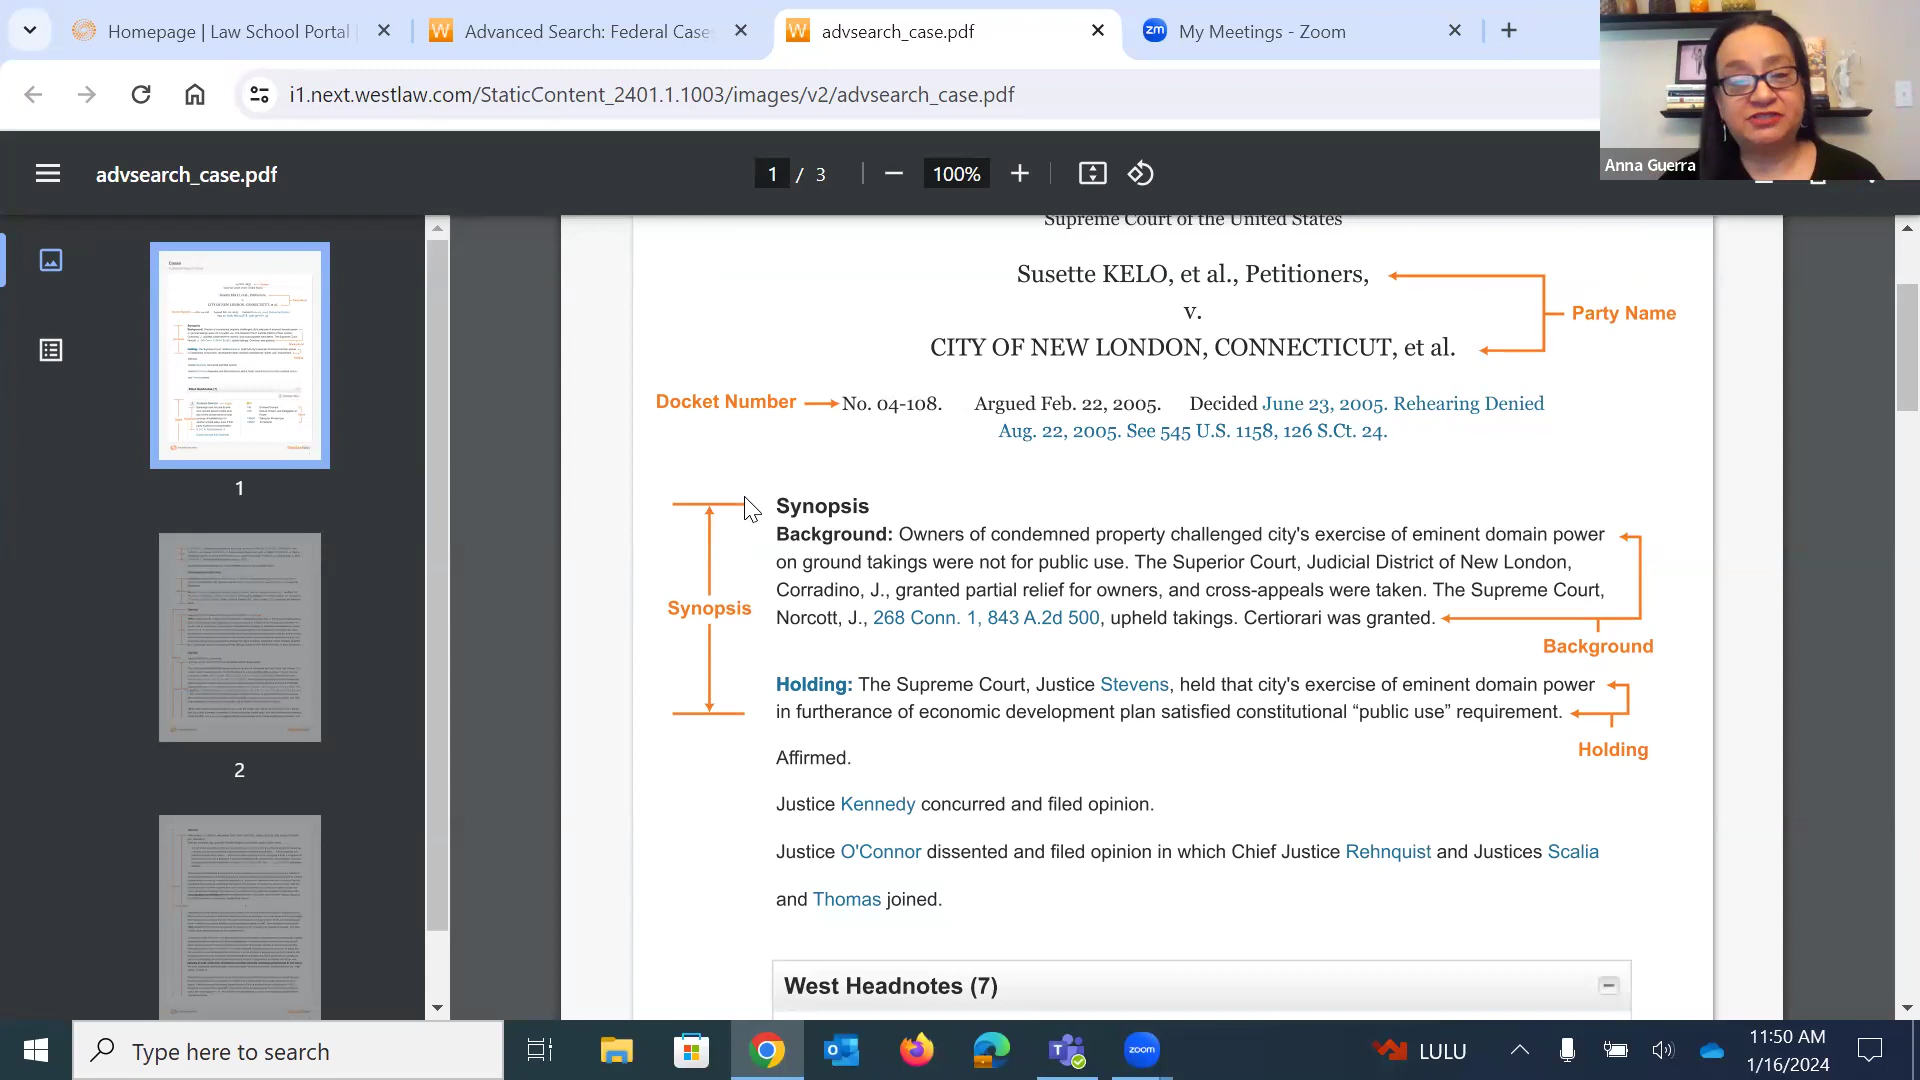 Homepage | Law School Portal
Advanced Search: Federal Case
advsearch_case.pdf
zm
My Meetings - Zoom
i1.next.westlaw.com/StaticContent_2401.1.1003/images/v2/advsearch_case.pdf
Anna Guerra
advsearch_case.pdf
1 / 3
100%
Supreme Court of the United States
Susette KELO, et al., Petitioners,
v.
CITY OF NEW LONDON, CONNECTICUT, et al.
Party Name
Docket Number
No. 04-108. Argued Feb. 22, 2005. Decided June 23, 2005. Rehearing Denied
Aug. 22, 2005. See 545 U.S. 1158, 126 S.Ct. 24.
Synopsis
Background: Owners of condemned property challenged city's exercise of eminent domain power
on ground takings were not for public use. The Superior Court, Judicial District of New London,
Corradino, J., granted partial relief for owners, and cross-appeals were taken. The Supreme Court,
Norcott, J., 268 Conn. 1, 843 A.2d 500, upheld takings. Certiorari was granted.
Synopsis
Background
Holding: The Supreme Court, Justice Stevens, held that city's exercise of eminent domain power
in furtherance of economic development plan satisfied constitutional “public use” requirement.
Holding
Affirmed.
Justice Kennedy concurred and filed opinion.
Justice O'Connor dissented and filed opinion in which Chief Justice Rehnquist and Justices Scalia
and Thomas joined.
West Headnotes (7)
1
2
Type here to search
zoom
LULU
11:50 AM
1/16/2024